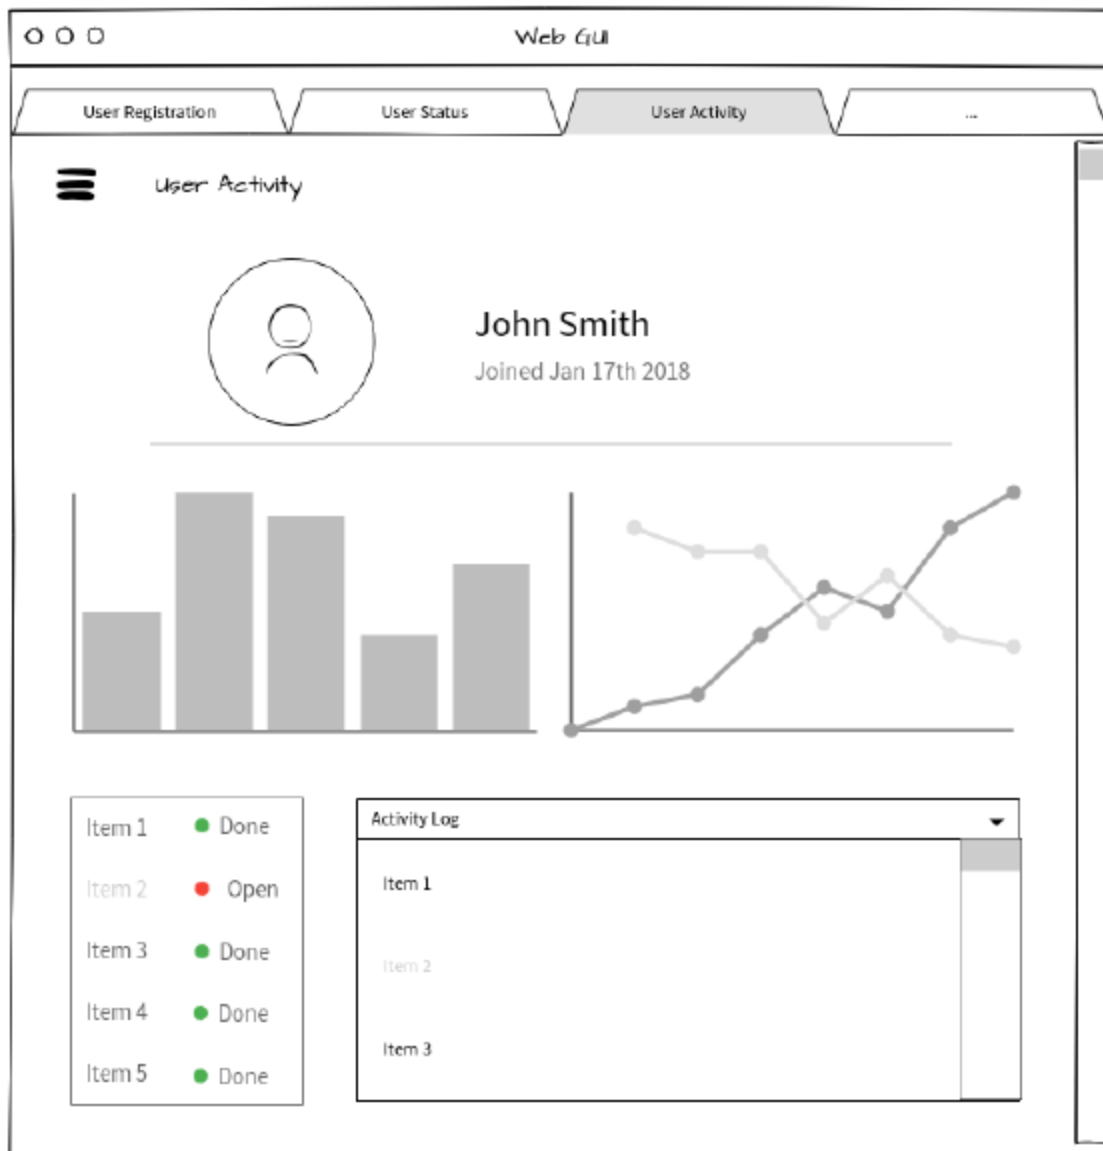 Web GUI
User Registration
User Status
User Activity
...
User Activity
John Smith
Joined Jan 17th 2018
Item 1 Done
Item 2 Open
Item 3 Done
Item 4 Done
Item 5 Done
Activity Log
Item 1
Item 2
Item 3